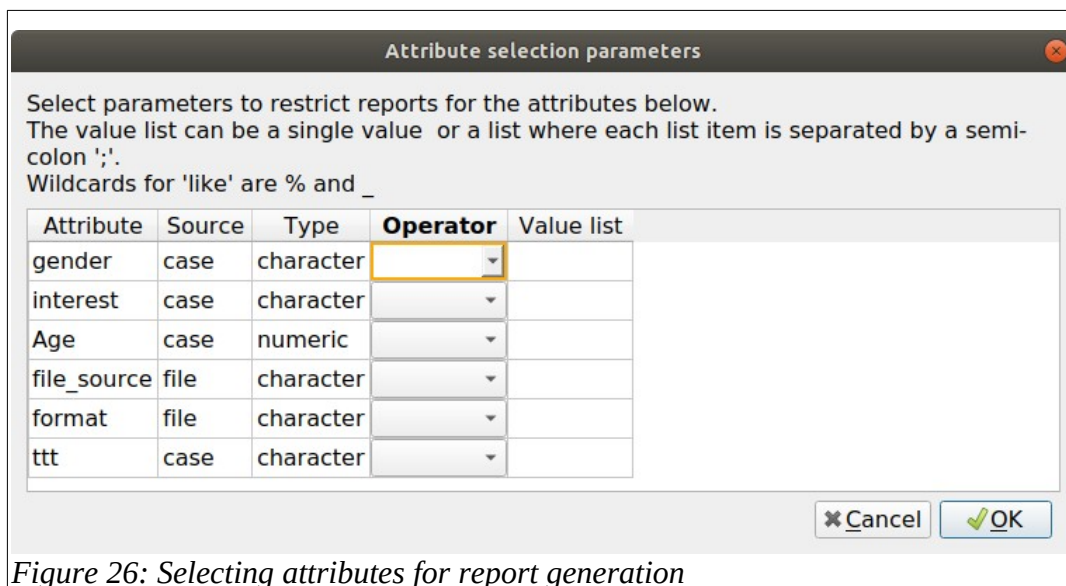 Attribute selection parameters
Select parameters to restrict reports for the attributes below.
The value list can be a single value  or a list where each list item is separated by a semi-
colon ';'.
Wildcards for 'like' are % and _
Attribute Source Type Operator Value list
gender case character
interest case character
Age case numeric
file_source file character
format file character
ttt case character
Cancel OK
Figure 26: Selecting attributes for report generation